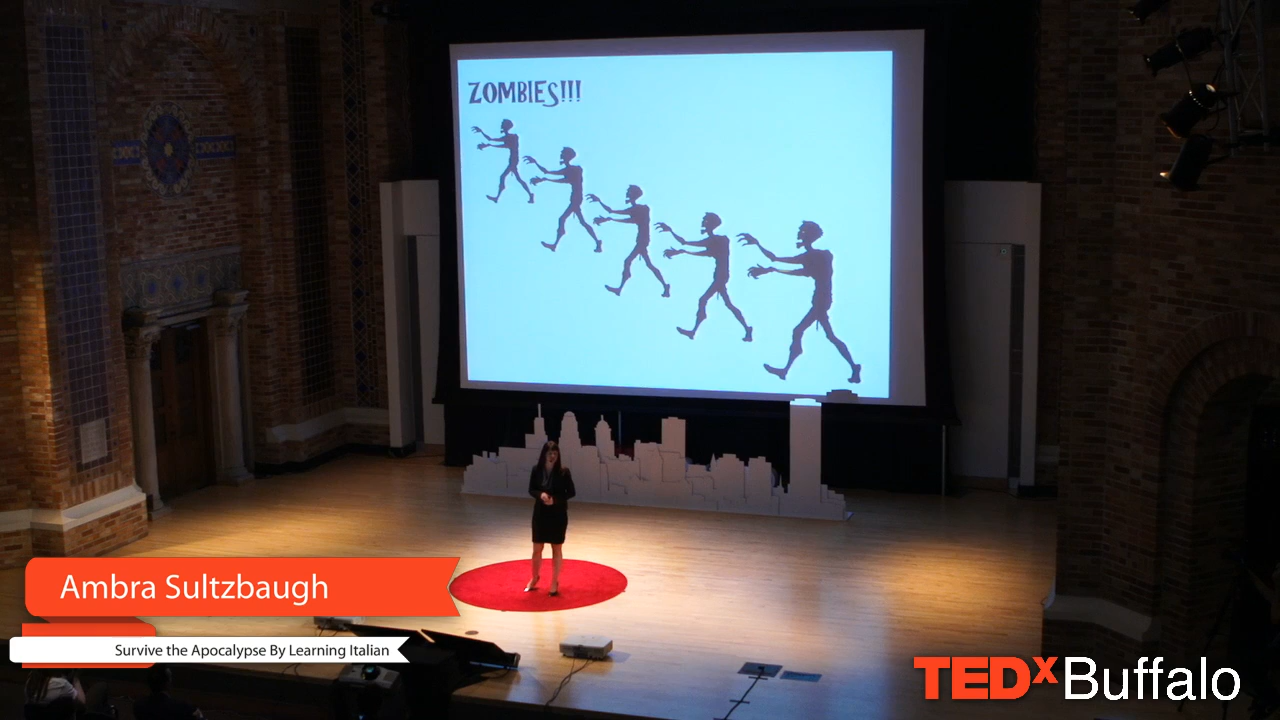 ZOMBIES!!!
Ambra Sultzbaugh
Survive the Apocalypse By Learning Italian
TEDxBuffalo